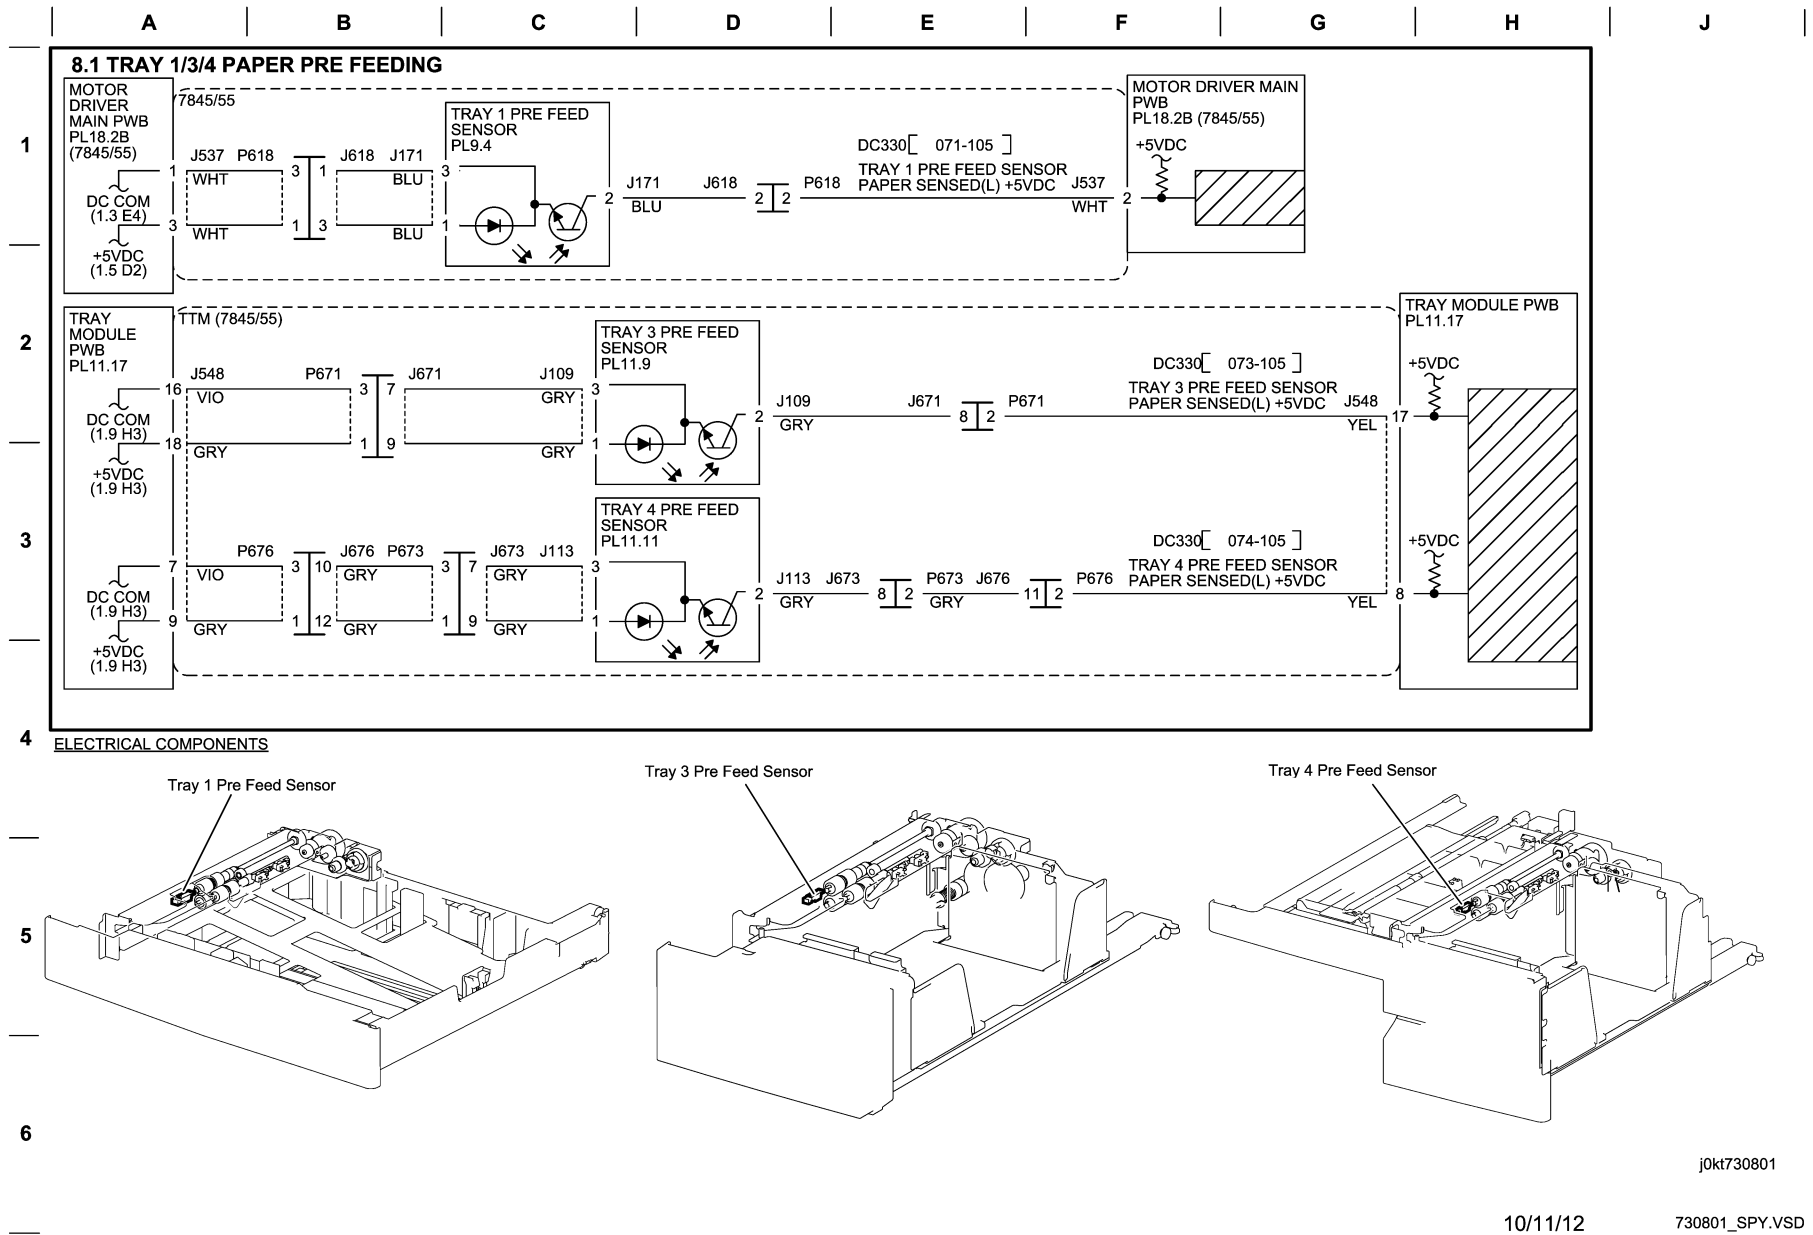 A B C D E F G H J
1
2
3
4
5
6
8.1 TRAY 1/3/4 PAPER PRE FEEDING
MOTOR
DRIVER
MAIN PWB
PL18.2B
(7845/55)
1
DC COM
(1.3 E4)
3
+5VDC
(1.5 D2)
7845/55
J537 P618
WHT
WHT
3 1
1 3
J618 J171
BLU
BLU
TRAY 1 PRE FEED
SENSOR
PL9.4
3
1
2
J171
BLU
J618
2 2
P618
DC330[ 071-105 ]
TRAY 1 PRE FEED SENSOR
PAPER SENSED(L) +5VDC
J537
WHT
2
MOTOR DRIVER MAIN
PWB
PL18.2B (7845/55)
+5VDC
TRAY
MODULE
PWB
PL11.17
16
DC COM
(1.9 H3)
18
+5VDC
(1.9 H3)
TTM (7845/55)
J548
VIO
GRY
P671
3 7
1 9
J671
J109
GRY
GRY
TRAY 3 PRE FEED
SENSOR
PL11.9
3
1
2
J109
GRY
J671
8 2
P671
DC330[ 073-105 ]
TRAY 3 PRE FEED SENSOR
PAPER SENSED(L) +5VDC
J548
YEL
17
TRAY MODULE PWB
PL11.17
+5VDC
7
DC COM
(1.9 H3)
9
+5VDC
(1.9 H3)
VIO
GRY
P676
3 10
1 12
J676 P673
GRY
GRY
3 7
1 9
J673 J113
GRY
GRY
TRAY 4 PRE FEED
SENSOR
PL11.11
3
1
2
J113 J673
GRY
8 2
P673 J676
GRY
11 2
P676
DC330[ 074-105 ]
TRAY 4 PRE FEED SENSOR
PAPER SENSED(L) +5VDC
YEL
8
+5VDC
ELECTRICAL COMPONENTS
Tray 1 Pre Feed Sensor
Tray 3 Pre Feed Sensor
Tray 4 Pre Feed Sensor
j0kt730801
10/11/12
730801_SPY.VSD